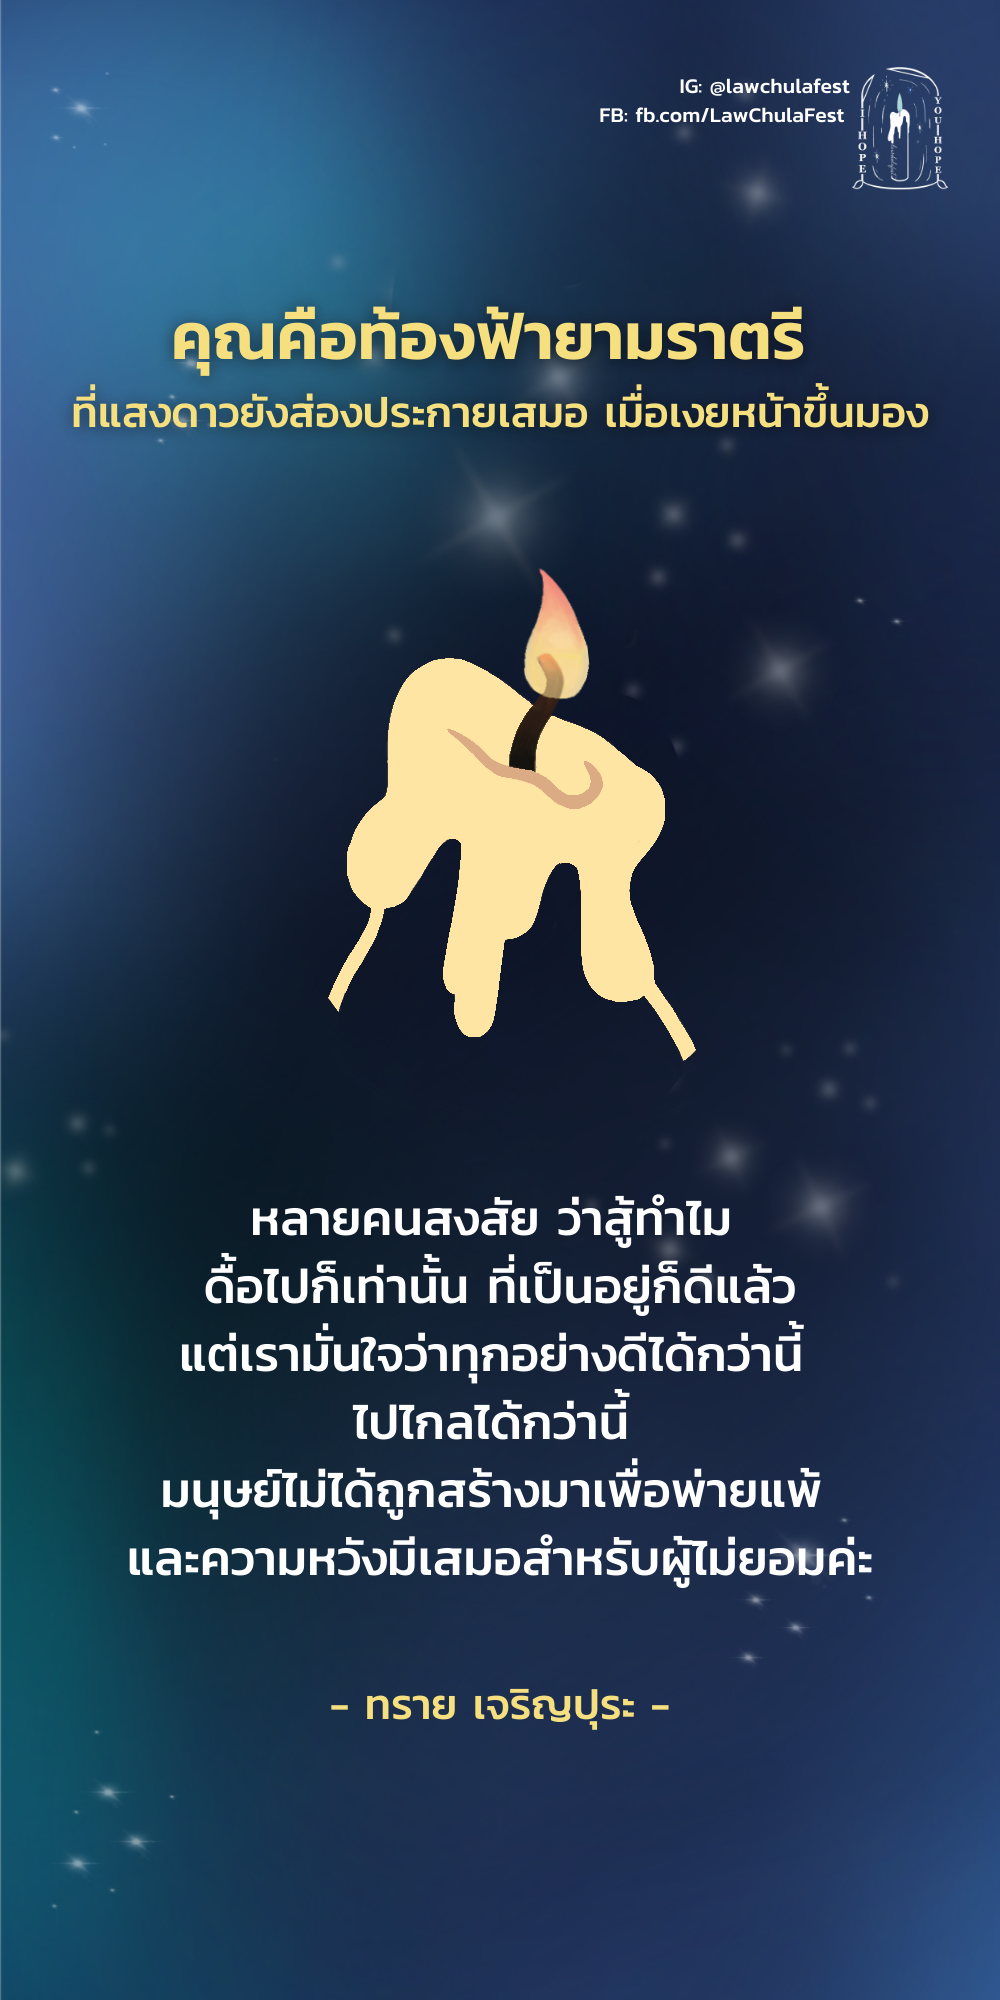 IG: @lawchulafest
FB: fb.com/LawChulaFest
I HOPE
YOU HOPE
คุณคือท้องฟ้ายามราตรี
ที่แสงดาวยังส่องประกายเสมอ เมื่อเงยหน้าขึ้นมอง
หลายคนสงสัย ว่าสู้ทำไม
ดื้อไปก็เท่านั้น ที่เป็นอยู่ก็ดีแล้ว
แต่เรามั่นใจว่าทุกอย่างดีได้กว่านี้
ไปไกลได้กว่านี้
มนุษย์ไม่ได้ถูกสร้างมาเพื่อพ่ายแพ้
และความหวังมีเสมอสำหรับผู้ไม่ยอมค่ะ
- ทราย เจริญปุระ -